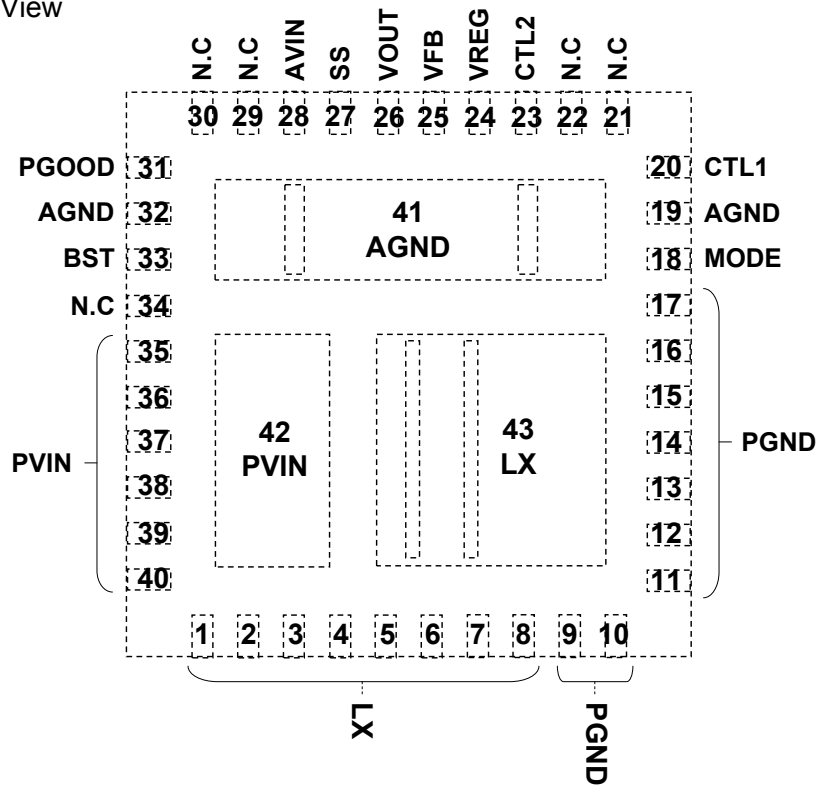 View
N.C
N.C
AVIN
SS
VOUT
VFB
VREG
CTL2
N.C
N.C
30 29 28 27 26 25 24 23 22 21
PGOOD 31
20 CTL1
AGND 32
19 AGND
BST 33
18 MODE
N.C 34
17
35
16
36
15
37
14
38
13
39
12
40
11
PVIN
PGND
41
AGND
42
PVIN
43
LX
1 2 3 4 5 6 7 8 9 10
LX
PGND